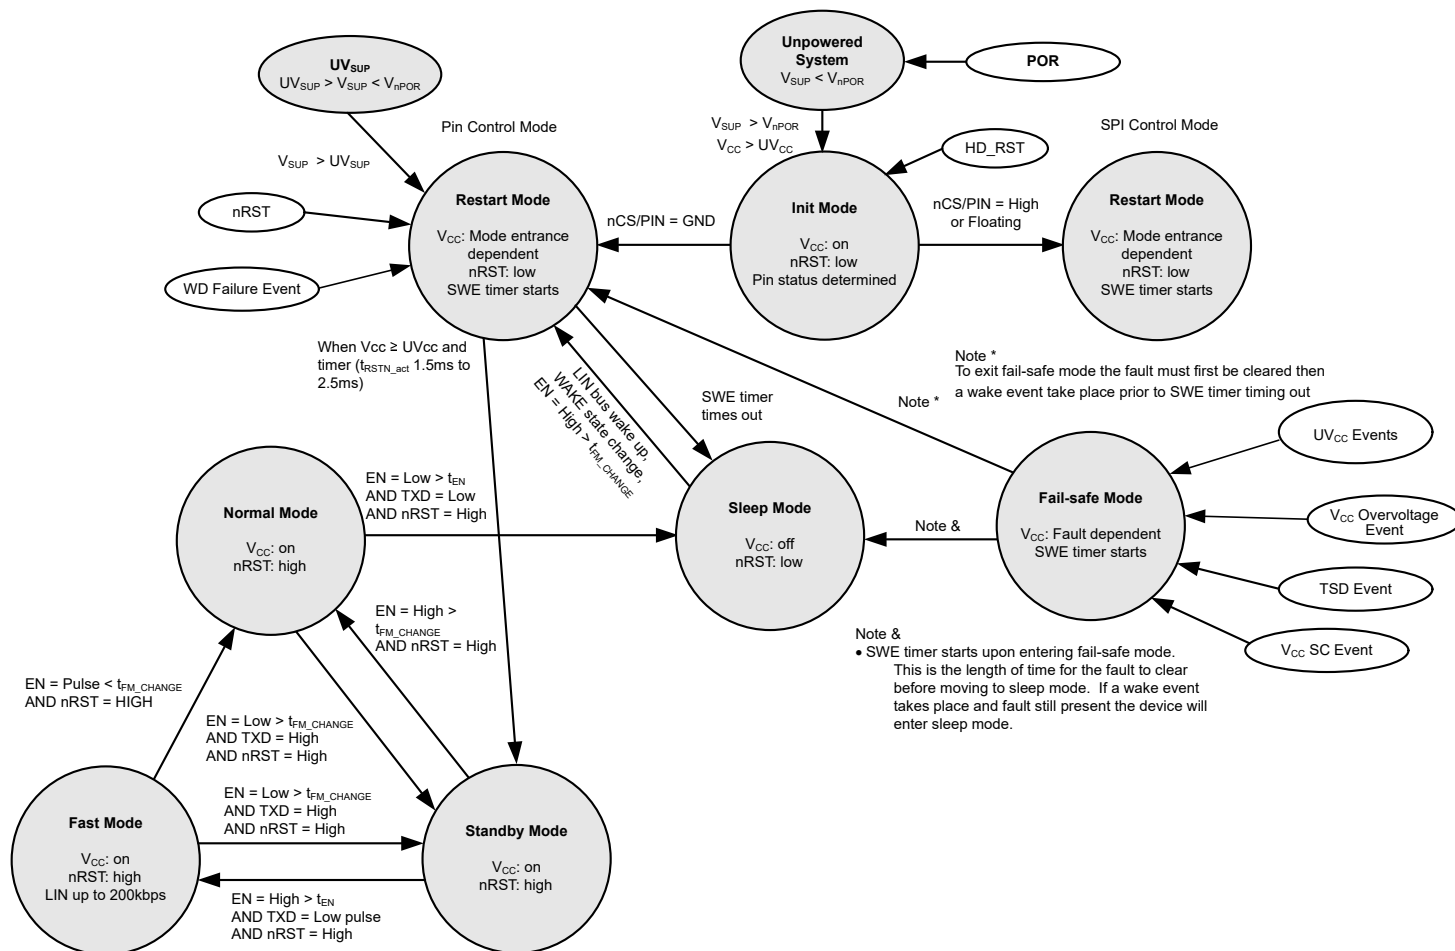 UVSUP
UVSUP > VSUP < VnPOR
Unpowered
System
VSUP < VnPOR
POR
Pin Control Mode
SPI Control Mode
VSUP > VnPOR
VCC > UVCC
HD_RST
VSUP > UVSUP
nRST
WD Failure Event
Restart Mode
VCC: Mode entrance
dependent
nRST: low
SWE timer starts
nCS/PIN = GND
Init Mode
VCC: on
nRST: low
Pin status determined
nCS/PIN = High
or Floating
Restart Mode
VCC: Mode entrance
dependent
nRST: low
SWE timer starts
When Vcc ≥ UVcc and
timer (tRSTN_act 1.5ms to
2.5ms)
LIN bus wake up,
WAKE state change,
EN = High > tFM_CHANGE
SWE timer
times out
Note *
Note *
To exit fail-safe mode the fault must first be cleared then
a wake event take place prior to SWE timer timing out
UVCC Events
VCC Overvoltage
Event
TSD Event
VCC SC Event
Fail-safe Mode
VCC: Fault dependent
SWE timer starts
Note &
Sleep Mode
VCC: off
nRST: low
EN = Low > tEN
AND TXD = Low
AND nRST = High
Normal Mode
VCC: on
nRST: high
EN = High >
tFM_CHANGE
AND nRST = High
Note &
• SWE timer starts upon entering fail-safe mode.
This is the length of time for the fault to clear
before moving to sleep mode. If a wake event
takes place and fault still present the device will
enter sleep mode.
EN = Pulse < tFM_CHANGE
AND nRST = HIGH
EN = Low > tFM_CHANGE
AND TXD = High
AND nRST = High
EN = Low > tFM_CHANGE
AND TXD = High
AND nRST = High
Fast Mode
VCC: on
nRST: high
LIN up to 200kbps
Standby Mode
VCC: on
nRST: high
EN = High > tEN
AND TXD = Low pulse
AND nRST = High